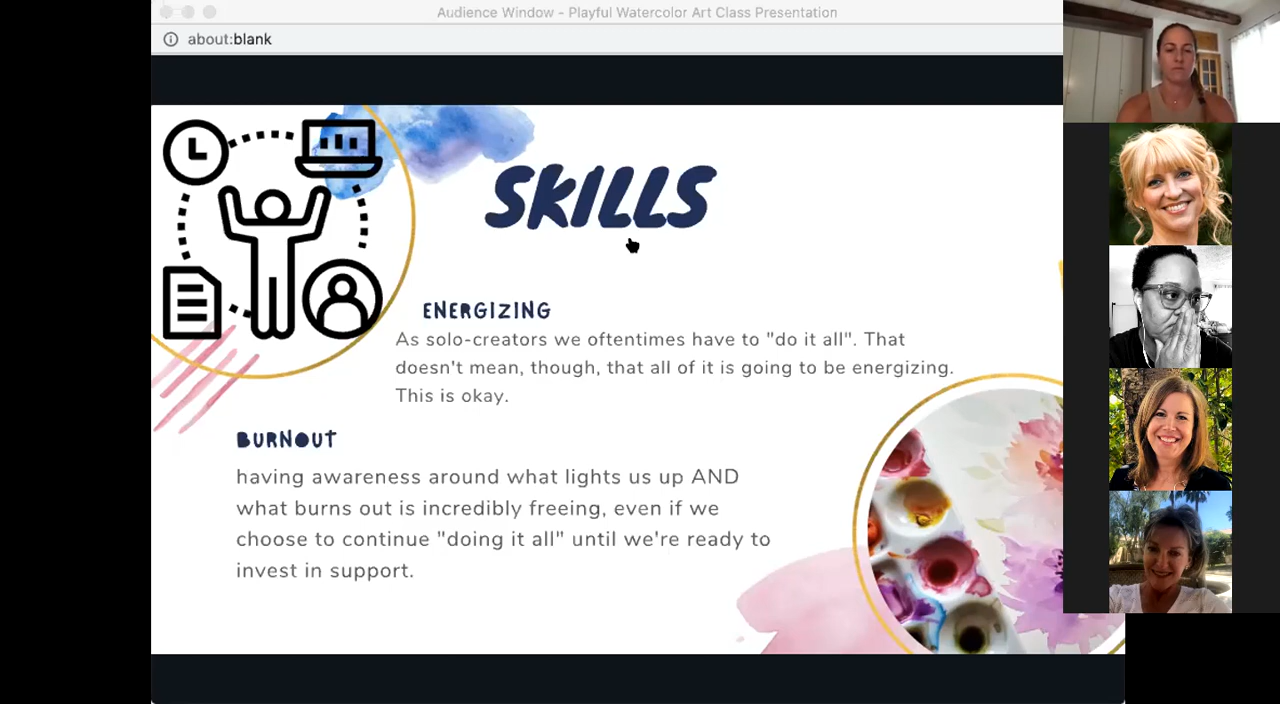 Audience Window - Playful Watercolor Art Class Presentation
about:blank
SKILLS
ENERGIZING
As solo-creators we oftentimes have to "do it all". That
doesn't mean, though, that all of it is going to be energizing.
This is okay.
BURNOUT
having awareness around what lights us up AND
what burns out is incredibly freeing, even if we
choose to continue "doing it all" until we're ready to
invest in support.